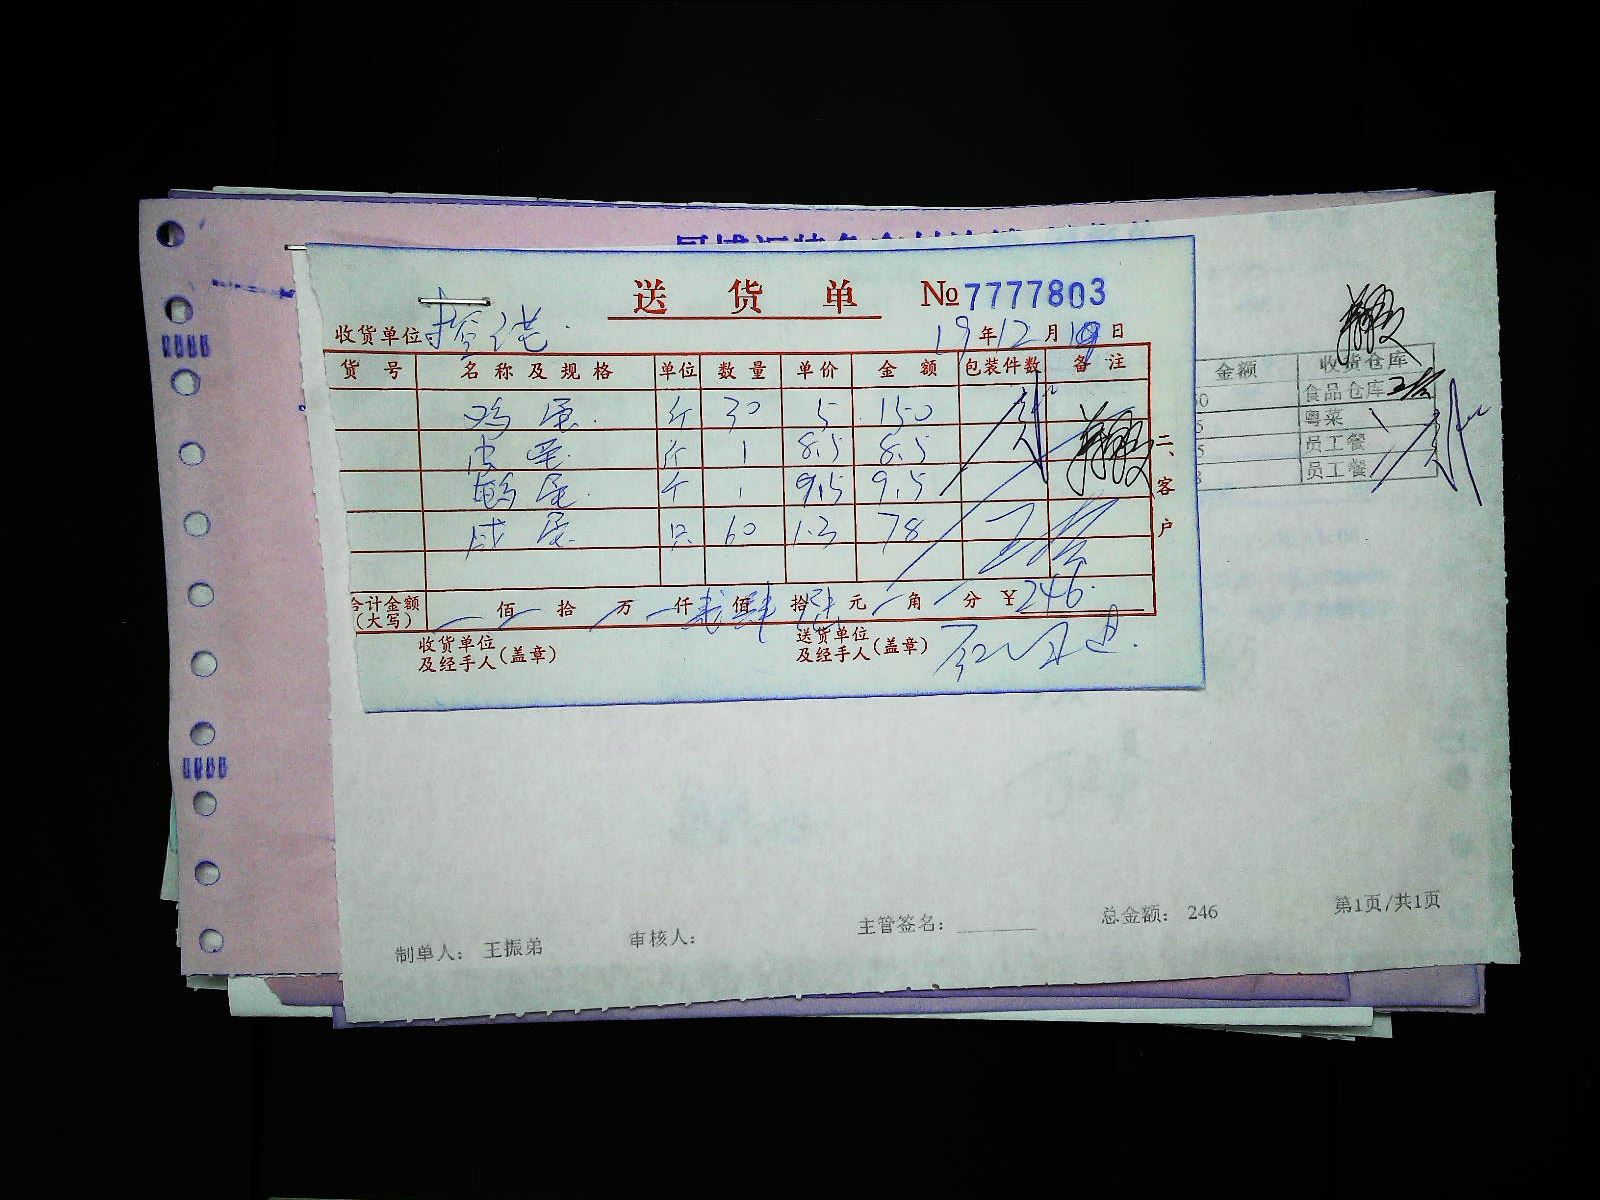 送货单 №7777803
收货单位 19年12月10日
货号 名称及规格 单位 数量 单价 金额 包装件数 备注
鸡蛋 斤 30 5 150
皮蛋 斤 1 8.5 8.5
鹌蛋 斤 1 9.5 9.5
咸蛋 只 60 1.3 78
合计金额(大写) 佰 拾 万 仟 贰佰 肆拾 陆元 角 分 ¥246.
收货单位及经手人(盖章) 送货单位及经手人(盖章)
二、客户
金额 收货仓库
食品仓库
粤菜
员工餐
员工餐
制单人： 王振弟 审核人： 主管签名： 总金额： 246 第1页/共1页